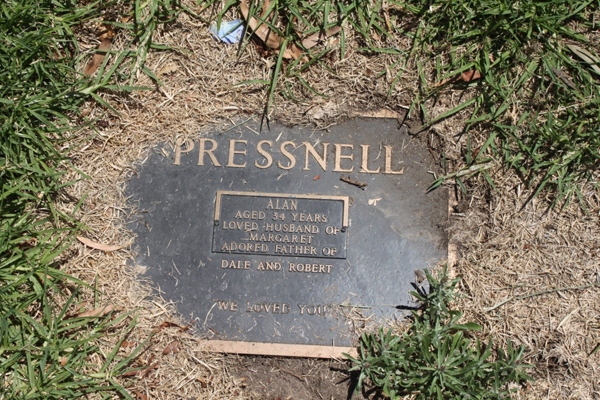 PRESSNELL
ALAN
AGED 34 YEARS
LOVED HUSBAND OF
MARGARET
ADORED FATHER OF
DALE AND ROBERT
WE LOVED YOU